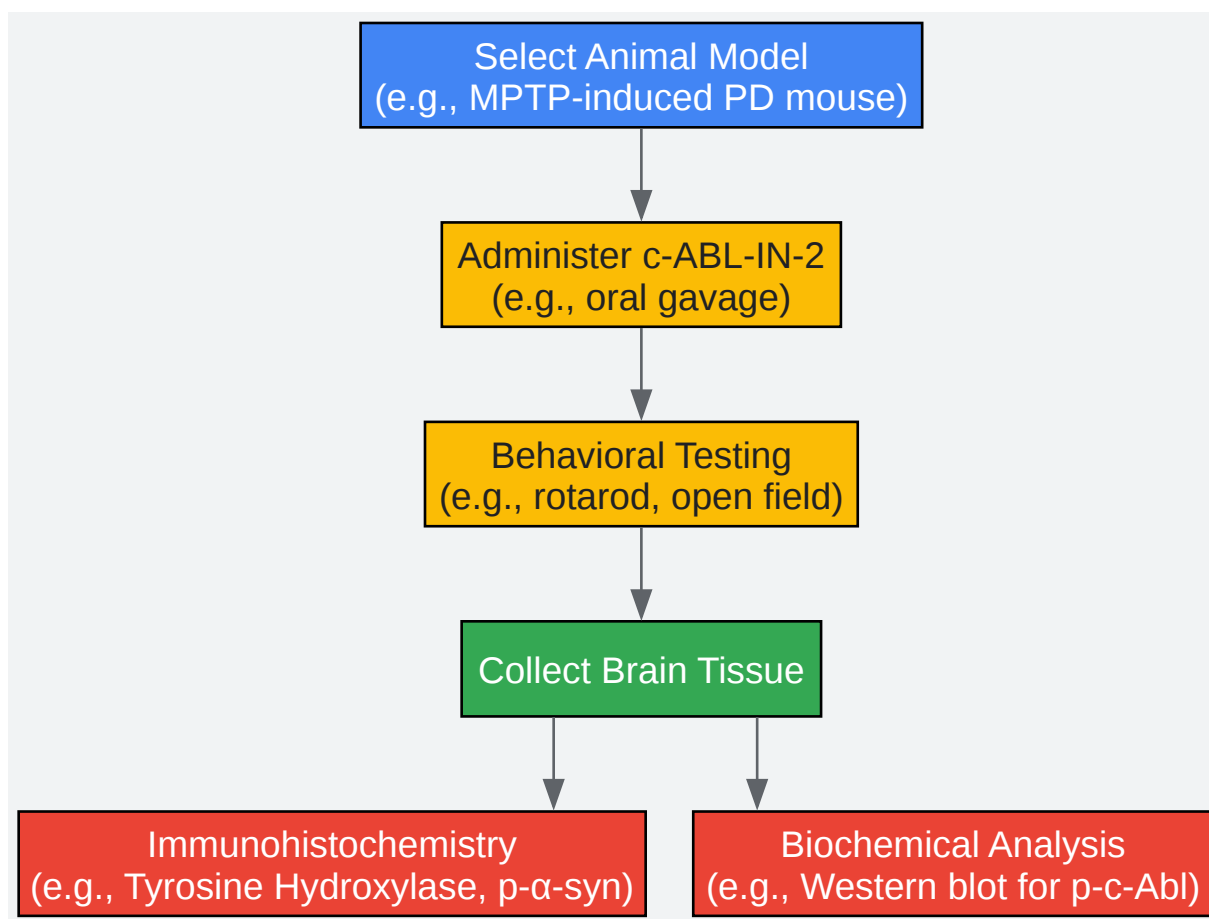 Select Animal Model
(e.g., MPTP-induced PD mouse)
Administer c-ABL-IN-2
(e.g., oral gavage)
Behavioral Testing
(e.g., rotarod, open field)
Collect Brain Tissue
Immunohistochemistry
(e.g., Tyrosine Hydroxylase, p-α-syn)
Biochemical Analysis
(e.g., Western blot for p-c-Abl)